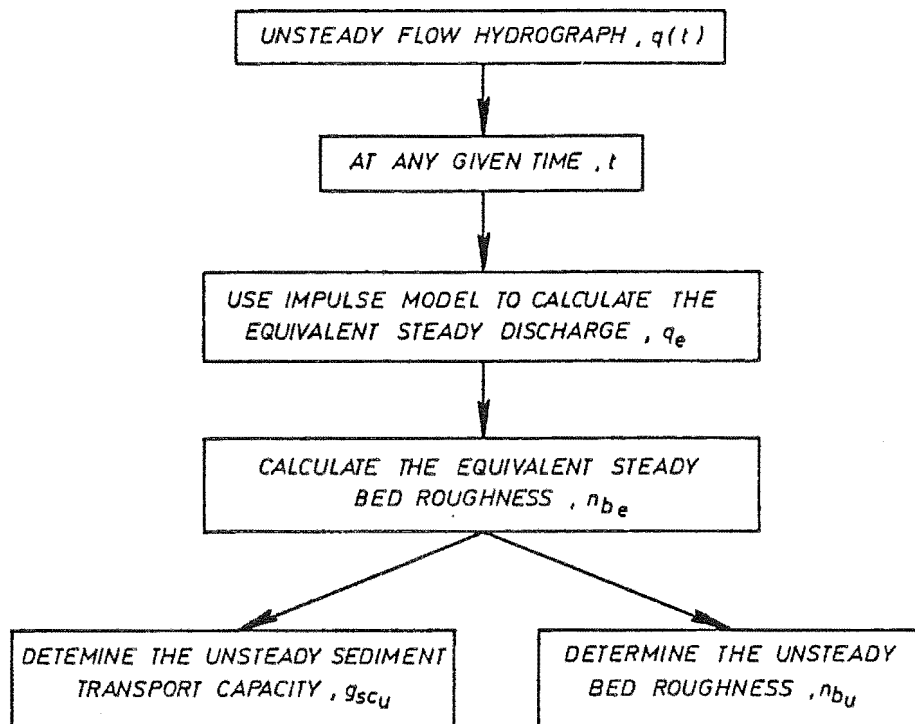 UNSTEADY FLOW HYDROGRAPH, q(t)
AT ANY GIVEN TIME, t
USE IMPULSE MODEL TO CALCULATE THE
EQUIVALENT STEADY DISCHARGE, qe
CALCULATE THE EQUIVALENT STEADY
BED ROUGHNESS, nbe
DETEMINE THE UNSTEADY SEDIMENT
TRANSPORT CAPACITY, gscu
DETERMINE THE UNSTEADY
BED ROUGHNESS, nbu